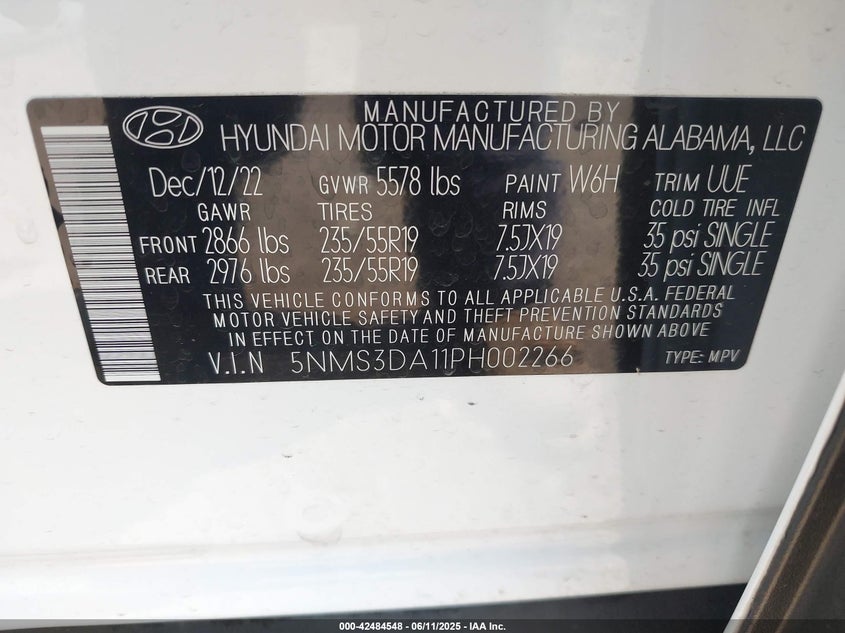 MANUFACTURED BY
HYUNDAI MOTOR MANUFACTURING ALABAMA, LLC
Dec/12/22 GVWR 5578 lbs PAINT W6H TRIM UUE
GAWR TIRES RIMS COLD TIRE INFL
FRONT 2866 lbs 235/55R19 7.5JX19 35 psi SINGLE
REAR 2976 lbs 235/55R19 7.5JX19 35 psi SINGLE
THIS VEHICLE CONFORMS TO ALL APPLICABLE U.S.A. FEDERAL
MOTOR VEHICLE SAFETY AND THEFT PREVENTION STANDARDS
IN EFFECT ON THE DATE OF MANUFACTURE SHOWN ABOVE
V.I.N 5NMS3DA11PH002266 TYPE: MPV
000-42484548 - 06/11/2025 - IAA Inc.